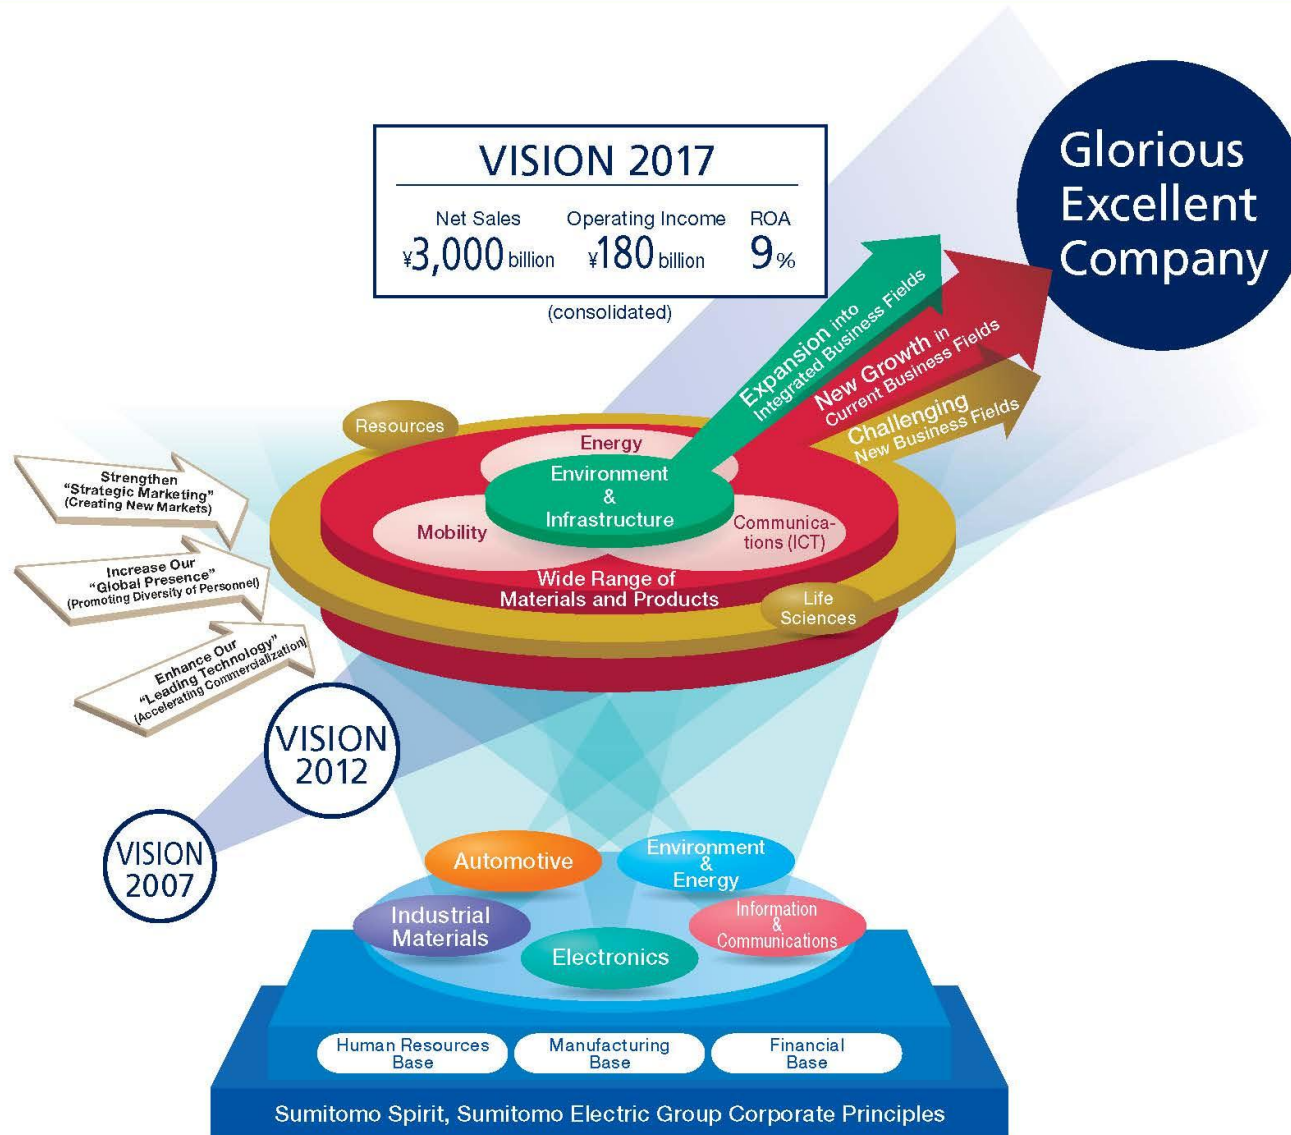 VISION 2017
Net Sales
¥3,000 billion
Operating Income
¥180 billion
ROA
9%
(consolidated)
Glorious
Excellent
Company
Expansion into
Integrated Business Fields
New Growth in
Current Business Fields
Challenging
New Business Fields
Resources
Energy
Environment
&
Infrastructure
Mobility
Communica-
tions (ICT)
Wide Range of
Materials and Products
Life
Sciences
Strengthen
"Strategic Marketing"
(Creating New Markets)
Increase Our
"Global Presence"
(Promoting Diversity of Personnel)
Enhance Our
"Leading Technology"
(Accelerating Commercialization)
VISION
2012
VISION
2007
Automotive
Environment
&
Energy
Industrial
Materials
Information
&
Communications
Electronics
Human Resources
Base
Manufacturing
Base
Financial
Base
Sumitomo Spirit, Sumitomo Electric Group Corporate Principles